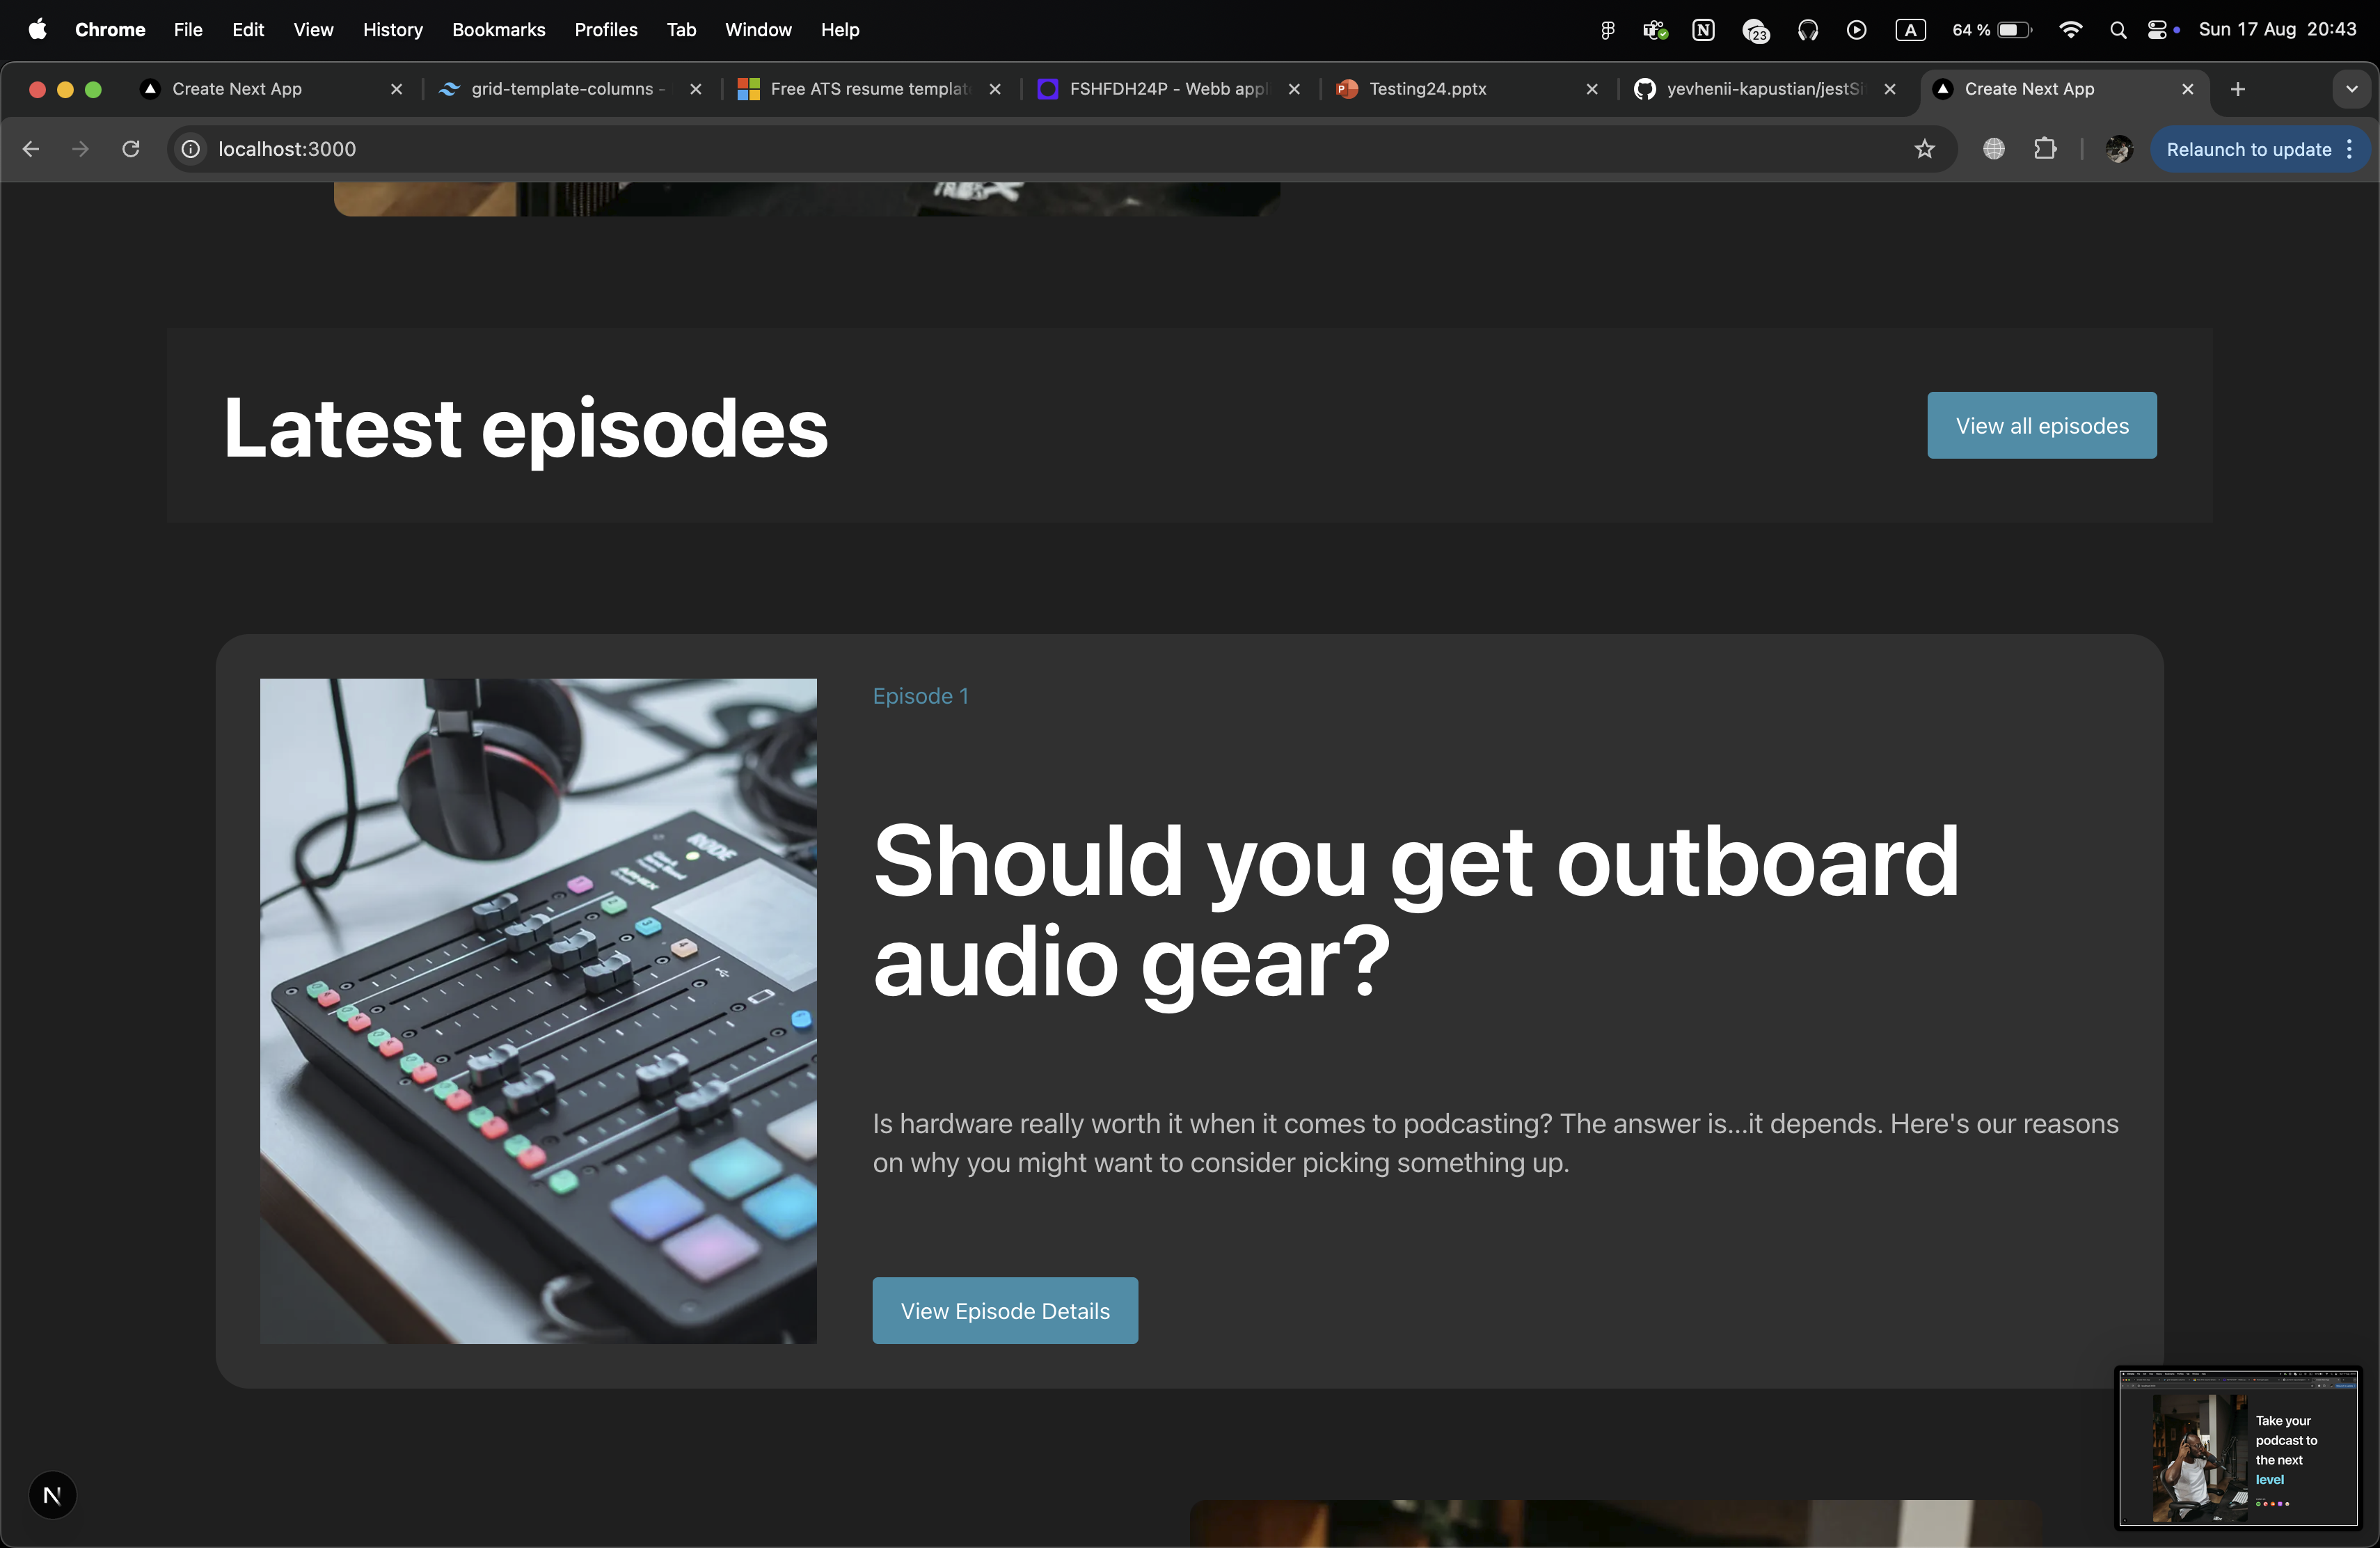 Chrome File Edit View History Bookmarks Profiles Tab Window Help
23 A 64 % Sun 17 Aug 20:43
Create Next App
grid-template-columns -
Free ATS resume templat
FSHFDH24P - Webb appl
Testing24.pptx
yevhenii-kapustian/jestSi
Create Next App
localhost:3000
Relaunch to update
Latest episodes
View all episodes
RØDE
APHEX
Episode 1
Should you get outboard
audio gear?
Is hardware really worth it when it comes to podcasting? The answer is...it depends. Here's our reasons
on why you might want to consider picking something up.
View Episode Details
N
Take your
podcast to
the next
level